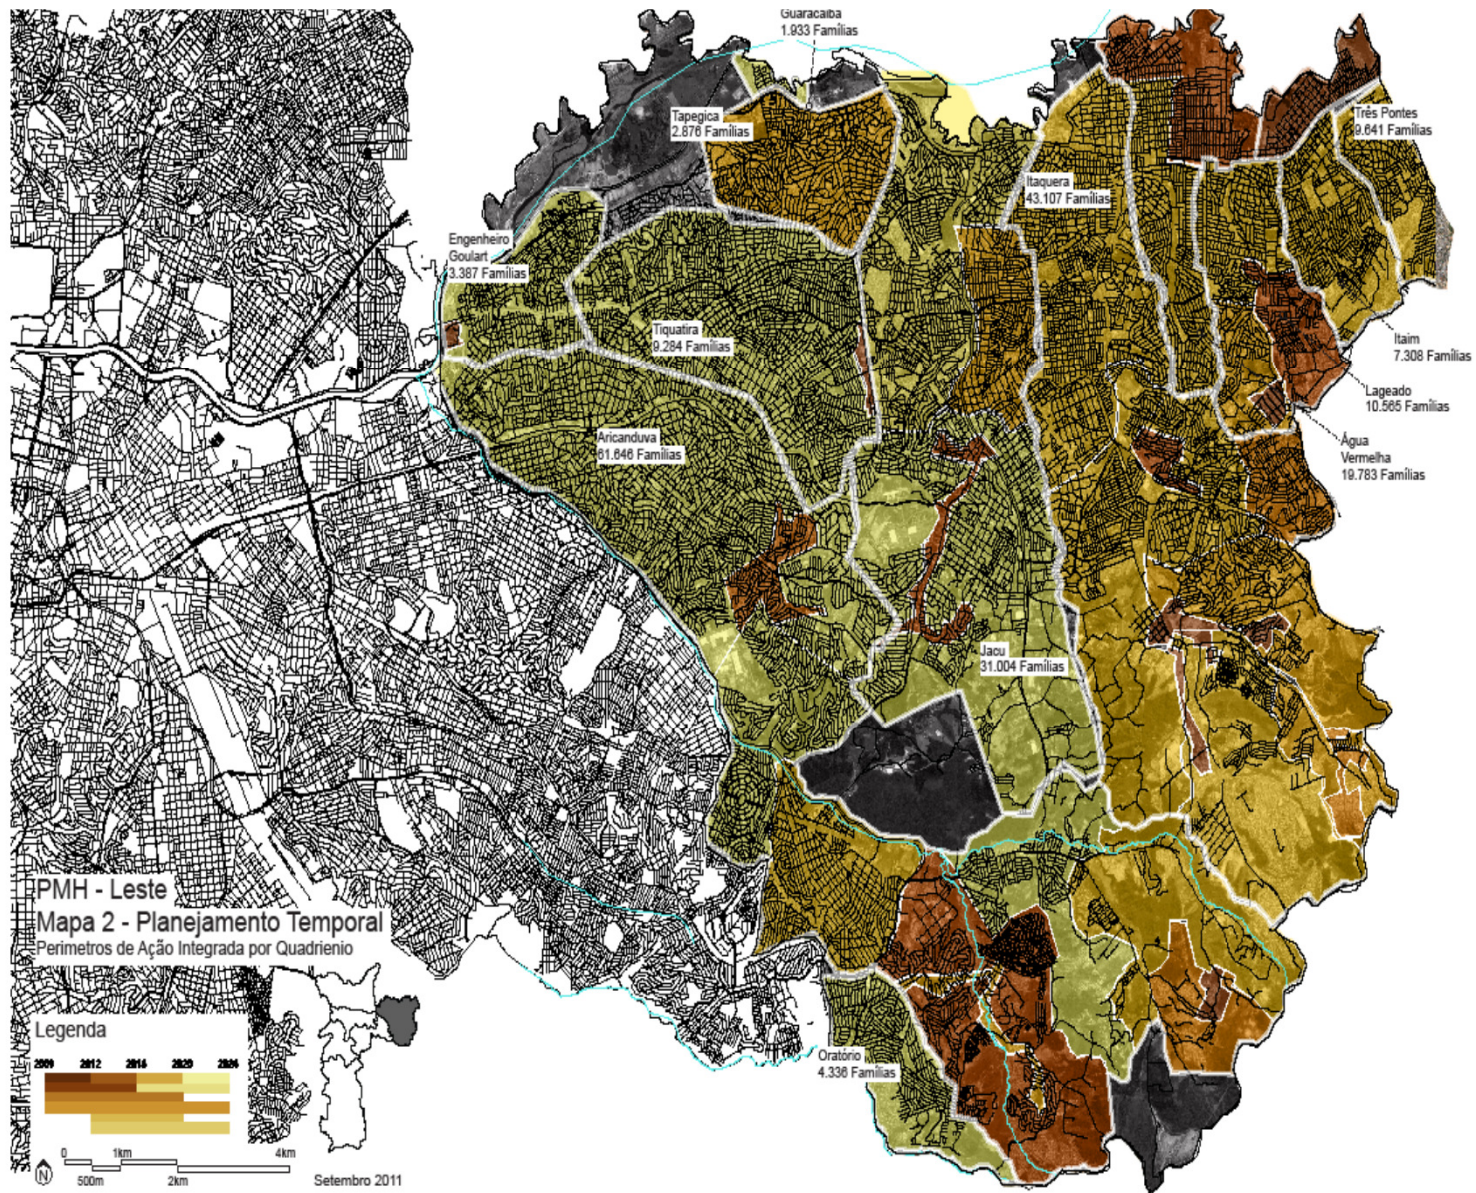 Guaracaiba
1.933 Famílias
Tapegica
2.876 Famílias
Três Pontes
9.641 Famílias
Itaquera
43.107 Famílias
Engenheiro
Goulart
3.387 Famílias
Tiquatira
9.284 Famílias
Itaim
7.308 Famílias
Lageado
10.565 Famílias
Aricanduva
61.646 Famílias
Água
Vermelha
19.783 Famílias
Jacu
31.004 Famílias
PMH - Leste
Mapa 2 - Planejamento Temporal
Perimetros de Ação Integrada por Quadrienio
Legenda
2009 2012 2016 2020 2024
Oratório
4.336 Famílias
0 1km 4km
500m 2km
N
Setembro 2011